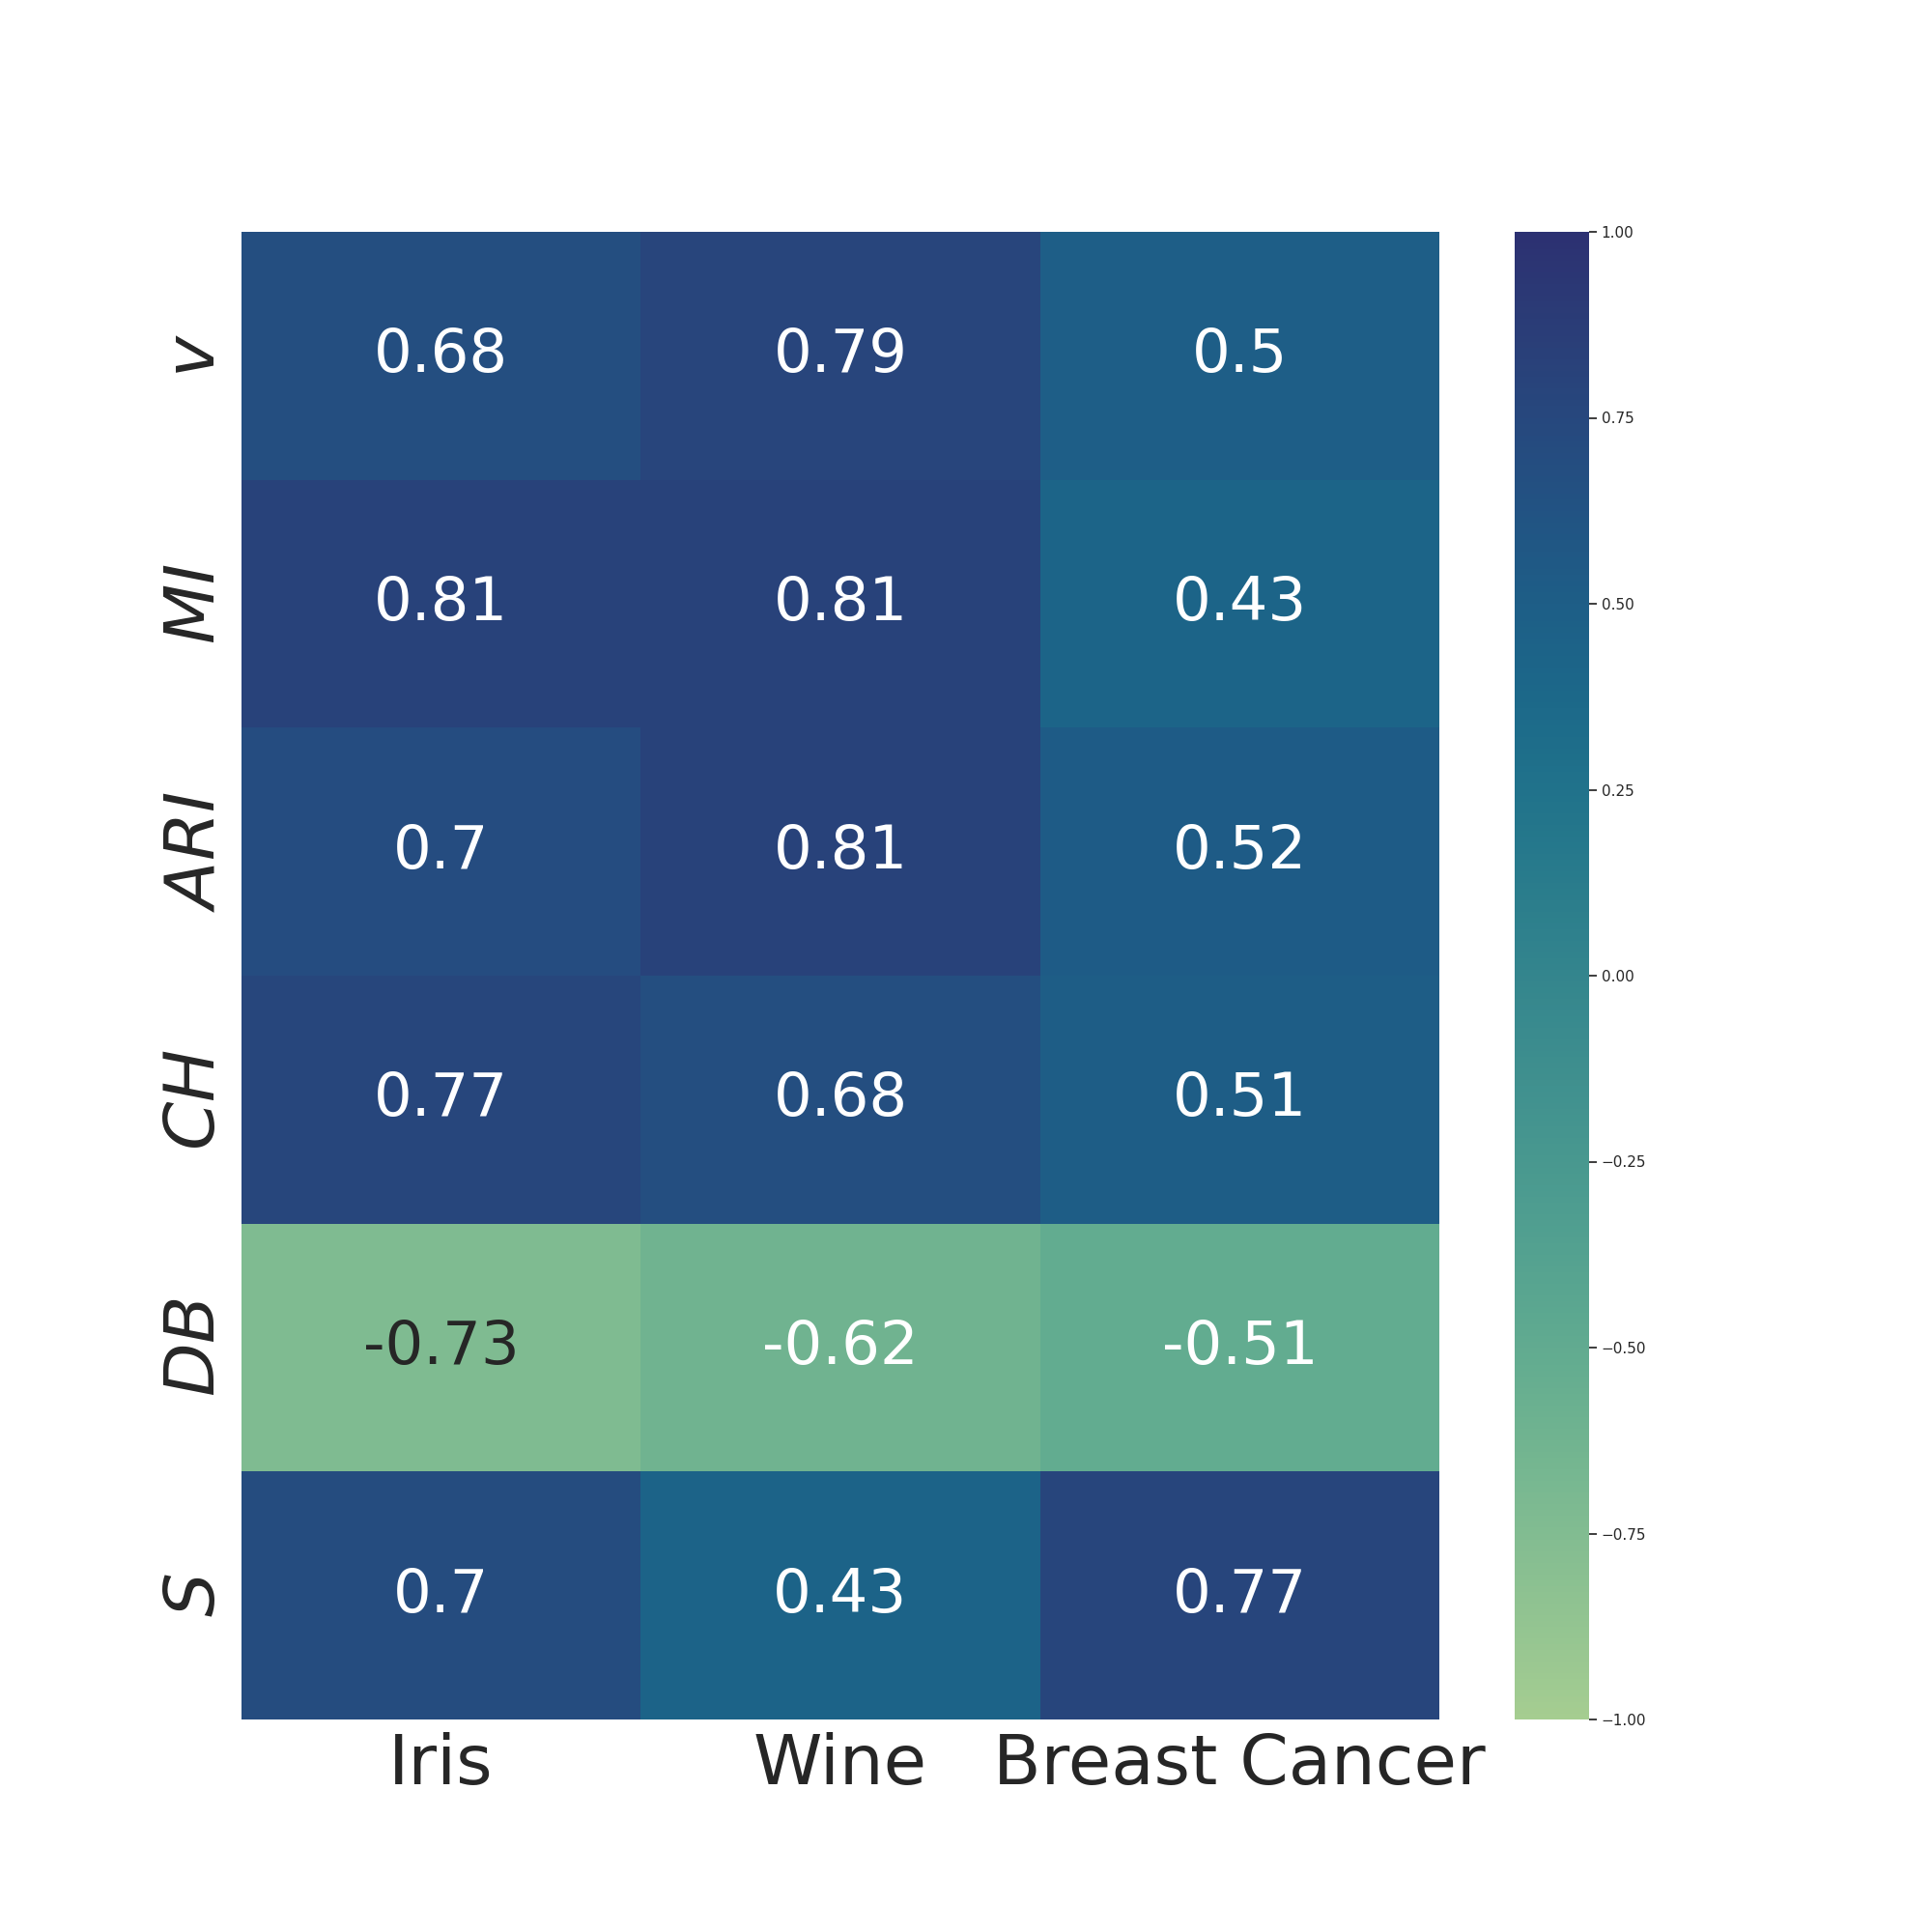 v 0.68 0.79 0.5
MI 0.81 0.81 0.43
ARI 0.7 0.81 0.52
CH 0.77 0.68 0.51
DB -0.73 -0.62 -0.51
S 0.7 0.43 0.77
Iris Wine Breast Cancer
1.00
0.75
0.50
0.25
0.00
−0.25
−0.50
−0.75
−1.00